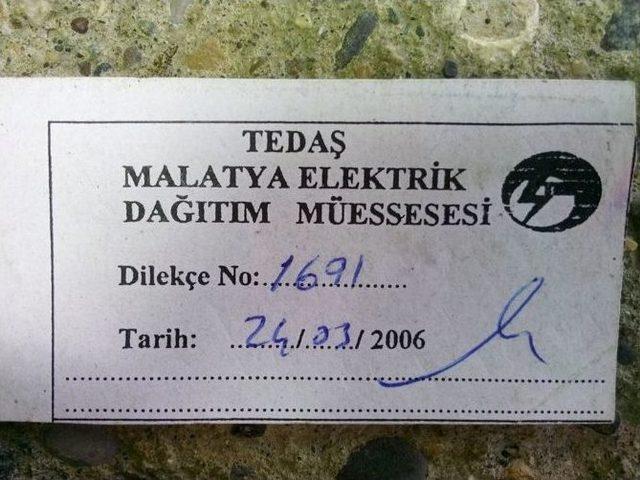 TEDAŞ
MALATYA ELEKTRİK
DAĞITIM MÜESSESESİ
Dilekçe No:..1691..................
Tarih: ..24../..03../ 2006